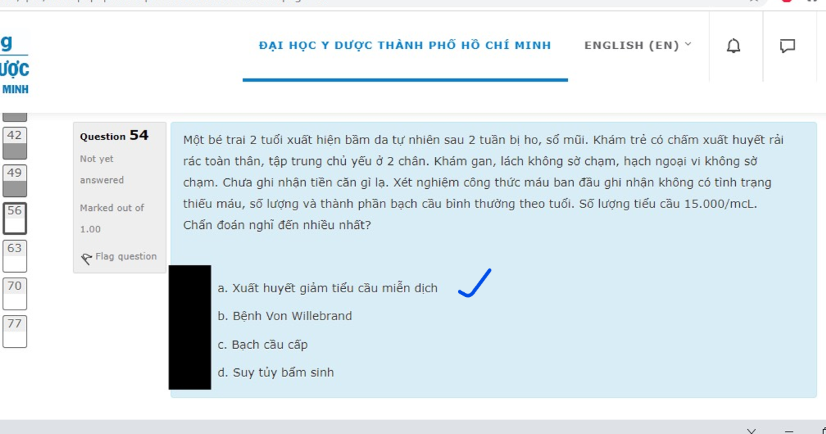 g
ƯỢC
MINH
ĐẠI HỌC Y DƯỢC THÀNH PHỐ HỒ CHÍ MINH
ENGLISH (EN)
42
49
56
63
70
77
Question 54
Not yet
answered
Marked out of
1.00
Flag question
Một bé trai 2 tuổi xuất hiện bầm da tự nhiên sau 2 tuần bị ho, sổ mũi. Khám trẻ có chấm xuất huyết rải
rác toàn thân, tập trung chủ yếu ở 2 chân. Khám gan, lách không sờ chạm, hạch ngoại vi không sờ
chạm. Chưa ghi nhận tiền căn gì lạ. Xét nghiệm công thức máu ban đầu ghi nhận không có tình trạng
thiếu máu, số lượng và thành phần bạch cầu bình thường theo tuổi. Số lượng tiểu cầu 15.000/mcL.
Chẩn đoán nghĩ đến nhiều nhất?
a. Xuất huyết giảm tiểu cầu miễn dịch
b. Bệnh Von Willebrand
c. Bạch cầu cấp
d. Suy tủy bẩm sinh